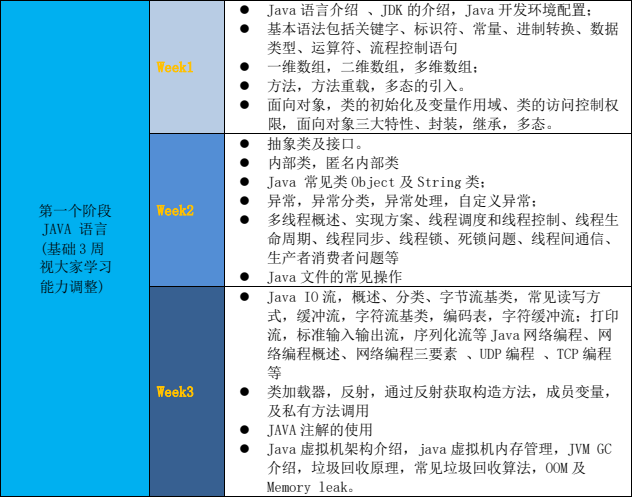 第一个阶段
JAVA 语言
(基础 3 周
视大家学习
能力调整)
Week1
● Java 语言介绍 、JDK 的介绍，Java 开发环境配置；
● 基本语法包括关键字、标识符、常量、进制转换、数据
类型、运算符、流程控制语句
● 一维数组，二维数组，多维数组；
● 方法，方法重载，多态的引入。
● 面向对象，类的初始化及变量作用域、类的访问控制权
限，面向对象三大特性、封装，继承，多态。
Week2
● 抽象类及接口。
● 内部类，匿名内部类
● Java 常见类 Object 及 String 类；
● 异常，异常分类，异常处理，自定义异常；
● 多线程概述、实现方案、线程调度和线程控制、线程生
命周期、线程同步、线程锁、死锁问题、线程间通信、
生产者消费者问题等
● Java 文件的常见操作
Week3
● Java IO 流，概述、分类、字节流基类，常见读写方
式，缓冲流，字符流基类，编码表，字符缓冲流；打印
流，标准输入输出流，序列化流等 Java 网络编程、网
络编程概述、网络编程三要素 、UDP 编程 、TCP 编程
等
● 类加载器，反射，通过反射获取构造方法，成员变量，
及私有方法调用
● JAVA 注解的使用
● Java 虚拟机架构介绍，java 虚拟机内存管理，JVM GC
介绍，垃圾回收原理，常见垃圾回收算法，OOM 及
Memory leak。